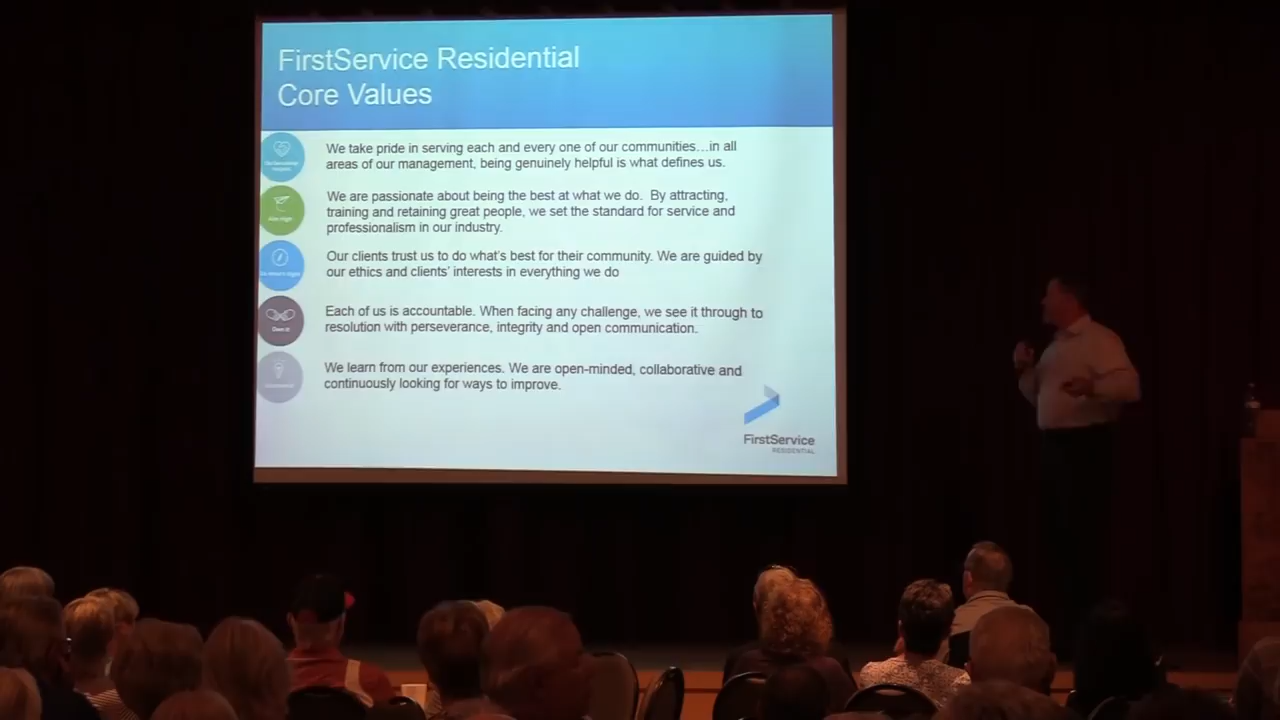 FirstService Residential
Core Values
We take pride in serving each and every one of our communities…in all
areas of our management, being genuinely helpful is what defines us.
Aim High
We are passionate about being the best at what we do.  By attracting,
training and retaining great people, we set the standard for service and
professionalism in our industry.
Our clients trust us to do what's best for their community. We are guided by
our ethics and clients' interests in everything we do
Own It
Each of us is accountable. When facing any challenge, we see it through to
resolution with perseverance, integrity and open communication.
We learn from our experiences. We are open-minded, collaborative and
continuously looking for ways to improve.
FirstService
RESIDENTIAL